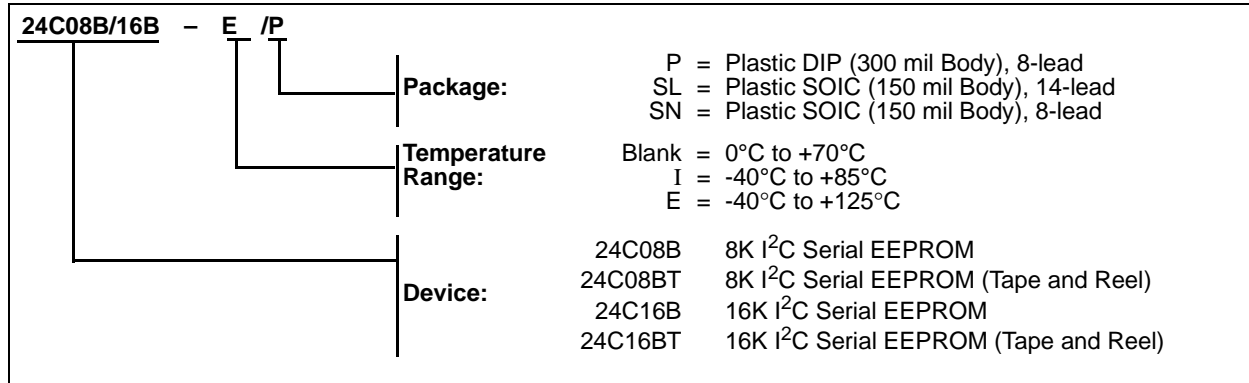 24C08B/16B – E /P
Package: P = Plastic DIP (300 mil Body), 8-lead
SL = Plastic SOIC (150 mil Body), 14-lead
SN = Plastic SOIC (150 mil Body), 8-lead
Temperature Range: Blank = 0°C to +70°C
I = -40°C to +85°C
E = -40°C to +125°C
Device: 24C08B 8K I²C Serial EEPROM
24C08BT 8K I²C Serial EEPROM (Tape and Reel)
24C16B 16K I²C Serial EEPROM
24C16BT 16K I²C Serial EEPROM (Tape and Reel)